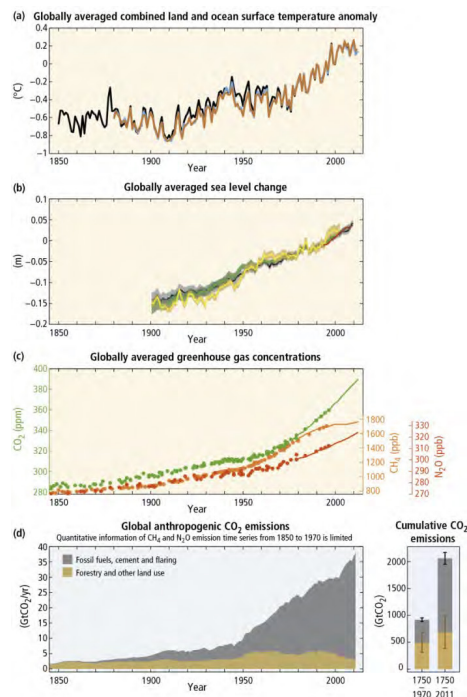 (a) Globally averaged combined land and ocean surface temperature anomaly
0.4
0.2
0
−0.2
−0.4
−0.6
−0.8
−1
(°C)
1850 1900 1950 2000
Year
(b) Globally averaged sea level change
0.1
0.05
0
−0.05
−0.1
−0.15
−0.2
(m)
1850 1900 1950 2000
Year
(c) Globally averaged greenhouse gas concentrations
400
380
360
340
320
300
280
CO2 (ppm)
1800
1600
1400
1200
1000
800
CH4 (ppb)
330
320
310
300
290
280
270
N2O (ppb)
1850 1900 1950 2000
Year
(d) Global anthropogenic CO2 emissions
Quantitative information of CH4 and N2O emission time series from 1850 to 1970 is limited
40
35
30
25
20
15
10
5
0
(GtCO2/yr)
Fossil fuels, cement and flaring
Forestry and other land use
1850 1900 1950 2000
Year
Cumulative CO2
emissions
2000
1500
1000
500
0
(GtCO2)
1750 1750
– –
1970 2011